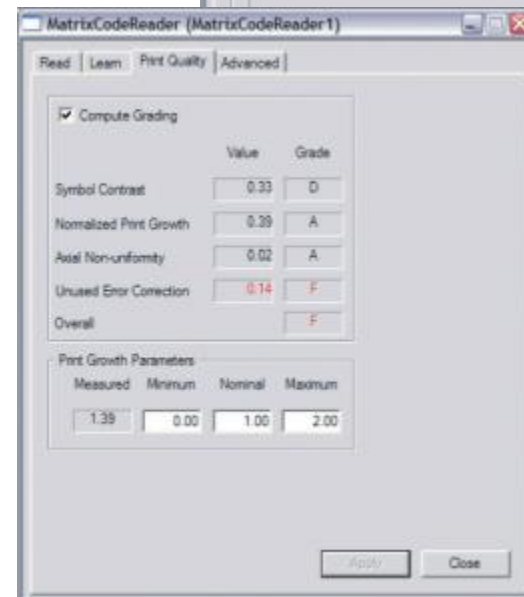 MatrixCodeReader (MatrixCodeReader1)
Read Learn Print Quality Advanced
Compute Grading
Value Grade
Symbol Contrast 0.33 D
Normalized Print Growth 0.39 A
Axial Non-uniformity 0.02 A
Unused Error Correction 0.14 F
Overall F
Print Growth Parameters
Measured Minimum Nominal Maximum
1.39 0.00 1.00 2.00
Apply Close